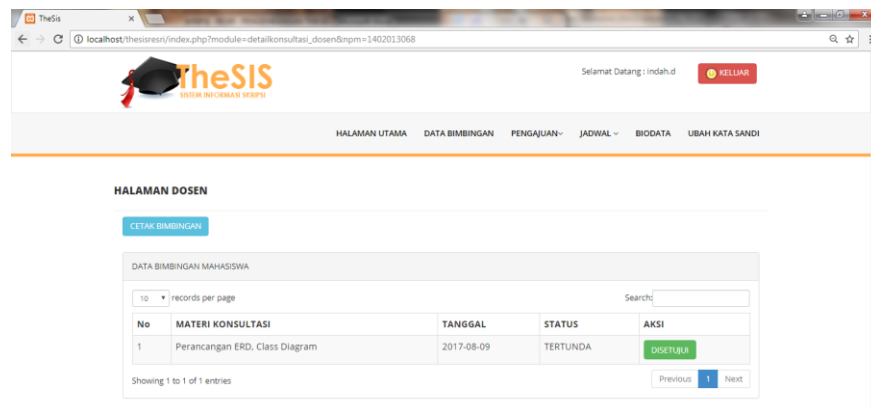 TheSis
localhost/thesisresri/index.php?module=detailkonsultasi_dosen&npm=1402013068
TheSIS
SISTEM INFORMASI SKRIPSI
Selamat Datang : indah.d
KELUAR
HALAMAN UTAMA DATA BIMBINGAN PENGAJUAN JADWAL BIODATA UBAH KATA SANDI
HALAMAN DOSEN
CETAK BIMBINGAN
DATA BIMBINGAN MAHASISWA
10 records per page Search:
No MATERI KONSULTASI TANGGAL STATUS AKSI
1 Perancangan ERD, Class Diagram 2017-08-09 TERTUNDA DISETUJUI
Showing 1 to 1 of 1 entries Previous 1 Next